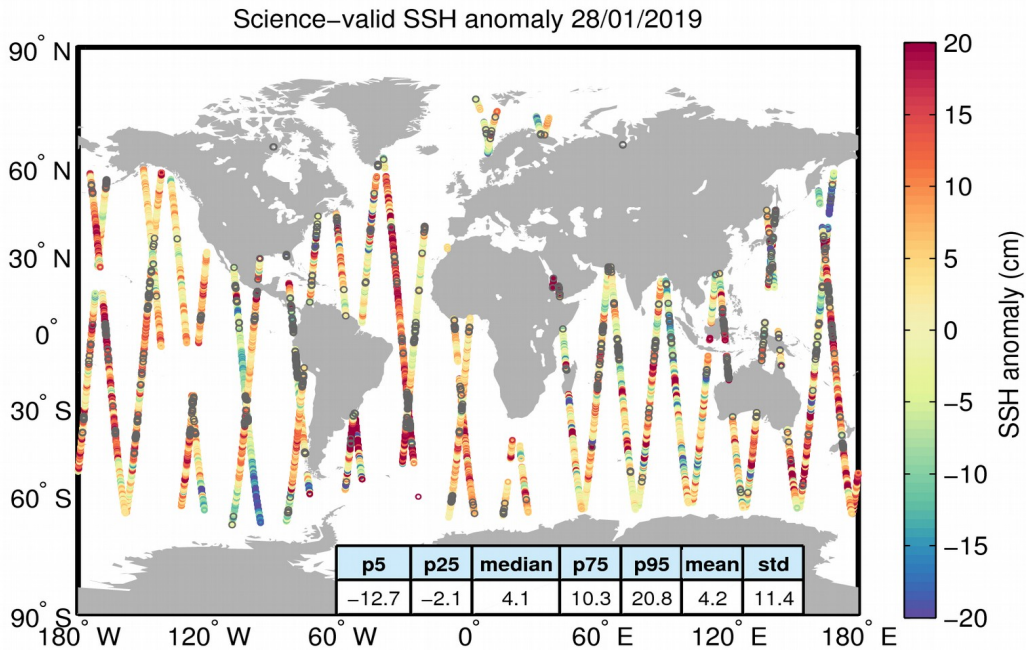 Science−valid SSH anomaly 28/01/2019
90° N
60° N
30° N
0°
30° S
60° S
90° S
180° W
120° W
60° W
0°
60° E
120° E
180° E
p5 p25 median p75 p95 mean std
−12.7 −2.1 4.1 10.3 20.8 4.2 11.4
20
15
10
5
0
−5
−10
−15
−20
SSH anomaly (cm)